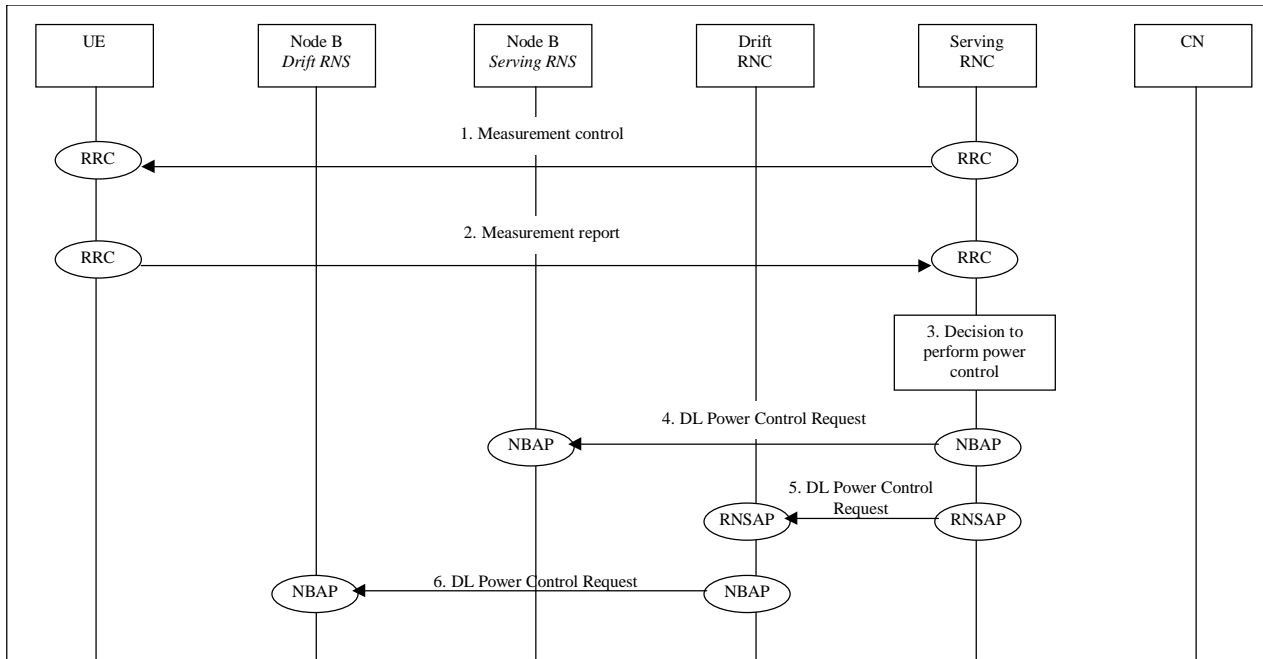 UE
Node B
Drift RNS
Node B
Serving RNS
Drift
RNC
Serving
RNC
CN
1. Measurement control
RRC
RRC
2. Measurement report
RRC
RRC
3. Decision to
perform power
control
4. DL Power Control Request
NBAP
NBAP
5. DL Power Control
Request
RNSAP
RNSAP
6. DL Power Control Request
NBAP
NBAP